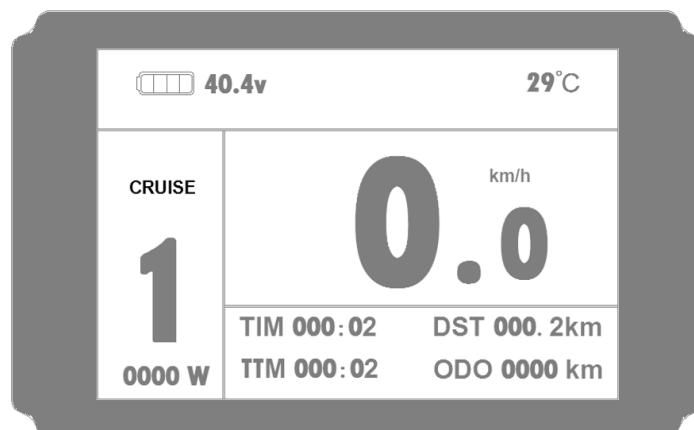 40.4v 29°C
CRUISE
1
0000 W
km/h
0.0
TIM 000:02 DST 000.2km
TTM 000:02 ODO 0000 km